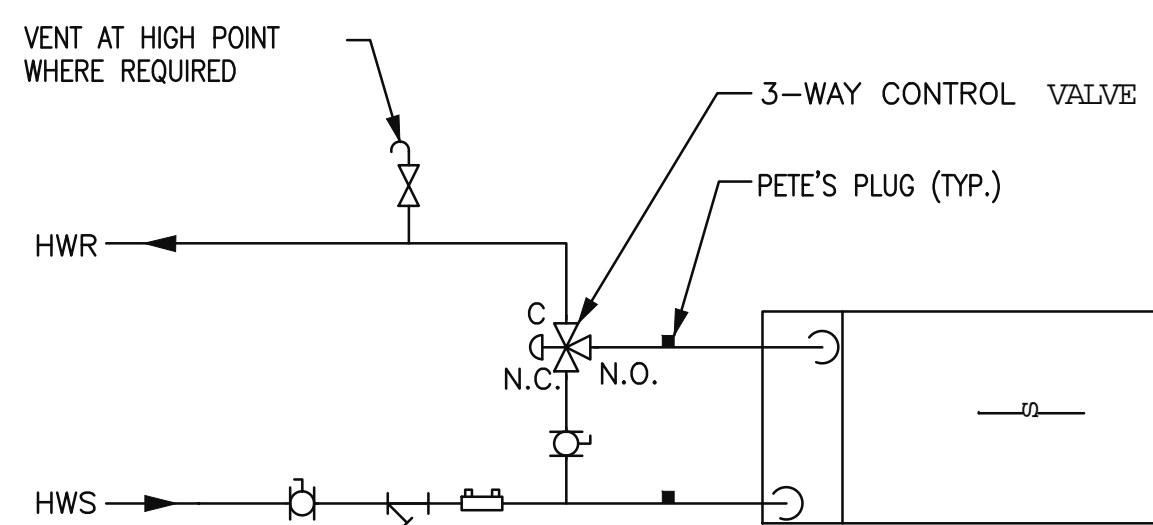 VENT AT HIGH POINT
WHERE REQUIRED
3-WAY CONTROL VALVE
PETE'S PLUG (TYP.)
HWR
C
N.C.
N.O.
S
HWS